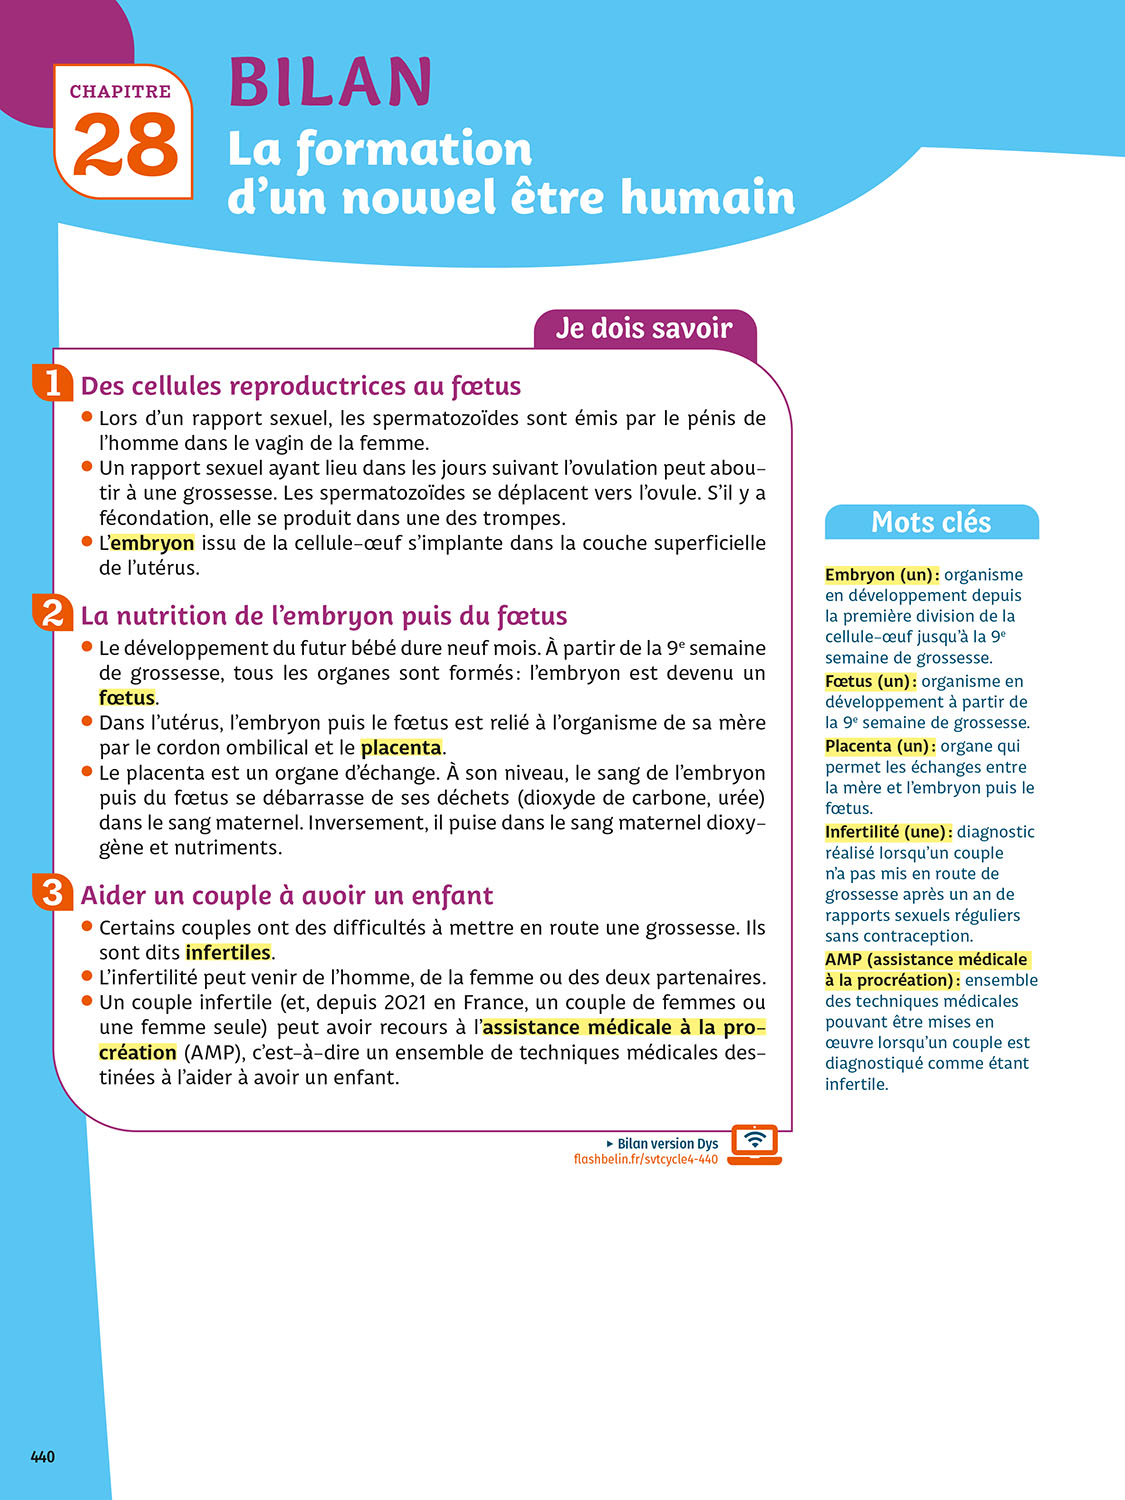 CHAPITRE
28
BILAN
La formation
d’un nouvel être humain
Je dois savoir
1 Des cellules reproductrices au fœtus
• Lors d’un rapport sexuel, les spermatozoïdes sont émis par le pénis de
l’homme dans le vagin de la femme.
• Un rapport sexuel ayant lieu dans les jours suivant l’ovulation peut abou-
tir à une grossesse. Les spermatozoïdes se déplacent vers l’ovule. S’il y a
fécondation, elle se produit dans une des trompes.
• L’embryon issu de la cellule-œuf s’implante dans la couche superficielle
de l’utérus.
2 La nutrition de l’embryon puis du fœtus
• Le développement du futur bébé dure neuf mois. À partir de la 9e semaine
de grossesse, tous les organes sont formés : l’embryon est devenu un
fœtus.
• Dans l’utérus, l’embryon puis le fœtus est relié à l’organisme de sa mère
par le cordon ombilical et le placenta.
• Le placenta est un organe d’échange. À son niveau, le sang de l’embryon
puis du fœtus se débarrasse de ses déchets (dioxyde de carbone, urée)
dans le sang maternel. Inversement, il puise dans le sang maternel dioxy-
gène et nutriments.
3 Aider un couple à avoir un enfant
• Certains couples ont des difficultés à mettre en route une grossesse. Ils
sont dits infertiles.
• L’infertilité peut venir de l’homme, de la femme ou des deux partenaires.
• Un couple infertile (et, depuis 2021 en France, un couple de femmes ou
une femme seule) peut avoir recours à l’assistance médicale à la pro-
création (AMP), c’est-à-dire un ensemble de techniques médicales des-
tinées à l’aider à avoir un enfant.
▸ Bilan version Dys
flashbelin.fr/svtcycle4-440
Mots clés
Embryon (un) : organisme
en développement depuis
la première division de la
cellule-œuf jusqu’à la 9e
semaine de grossesse.
Fœtus (un) : organisme en
développement à partir de
la 9e semaine de grossesse.
Placenta (un) : organe qui
permet les échanges entre
la mère et l’embryon puis le
fœtus.
Infertilité (une) : diagnostic
réalisé lorsqu’un couple
n’a pas mis en route de
grossesse après un an de
rapports sexuels réguliers
sans contraception.
AMP (assistance médicale
à la procréation) : ensemble
des techniques médicales
pouvant être mises en
œuvre lorsqu’un couple est
diagnostiqué comme étant
infertile.
440